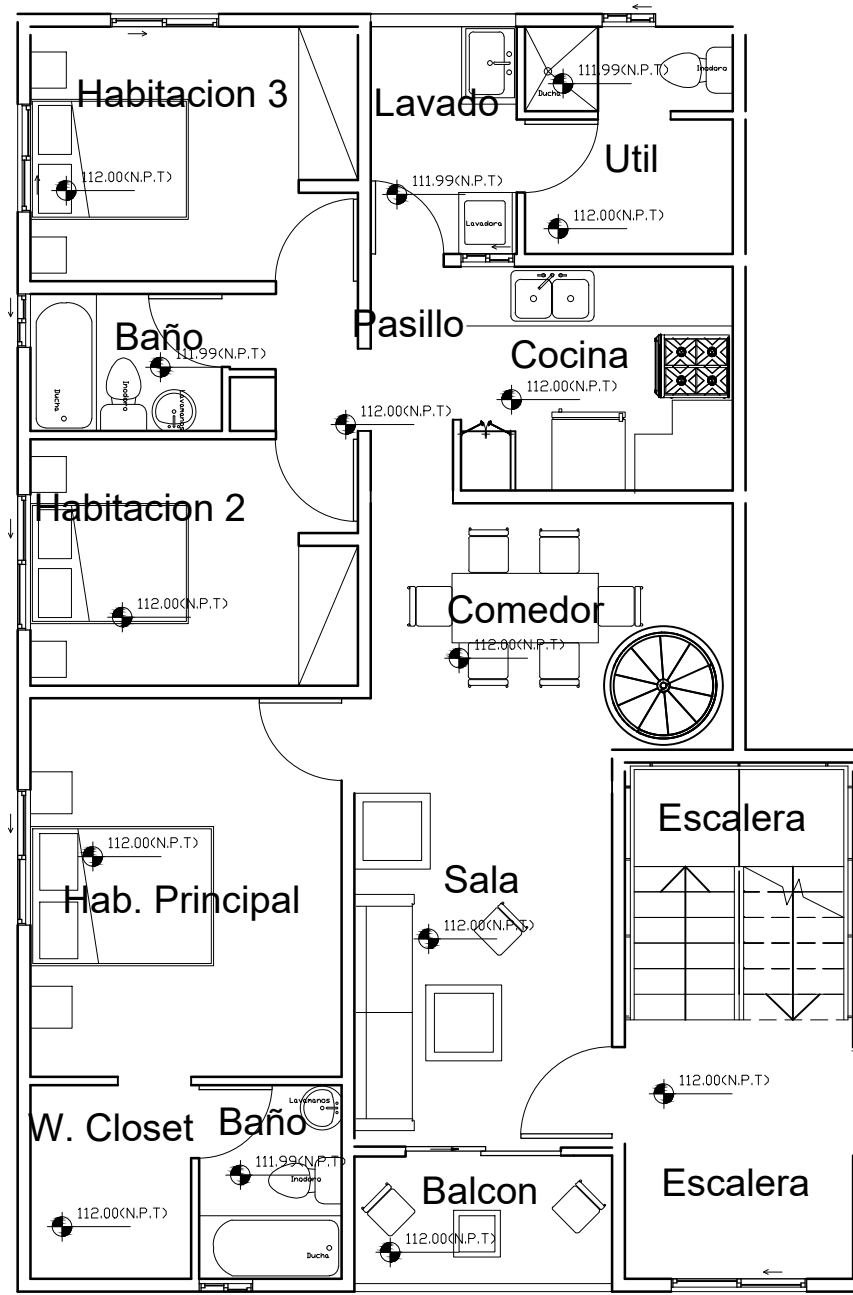 Habitacion 3
112.00(N.P.T)
Lavado
111.99(N.P.T)
Lavadora
111.99(N.P.T)
Ducha
Inodoro
Util
112.00(N.P.T)
Baño
111.99(N.P.T)
Ducha
Inodoro
Lavamanos
Pasillo
112.00(N.P.T)
Cocina
112.00(N.P.T)
Habitacion 2
112.00(N.P.T)
Comedor
112.00(N.P.T)
Hab. Principal
112.00(N.P.T)
Sala
112.00(N.P.T)
Escalera
112.00(N.P.T)
Escalera
W. Closet
112.00(N.P.T)
Baño
Lavamanos
111.99(N.P.T)
Inodoro
Ducha
Balcon
112.00(N.P.T)